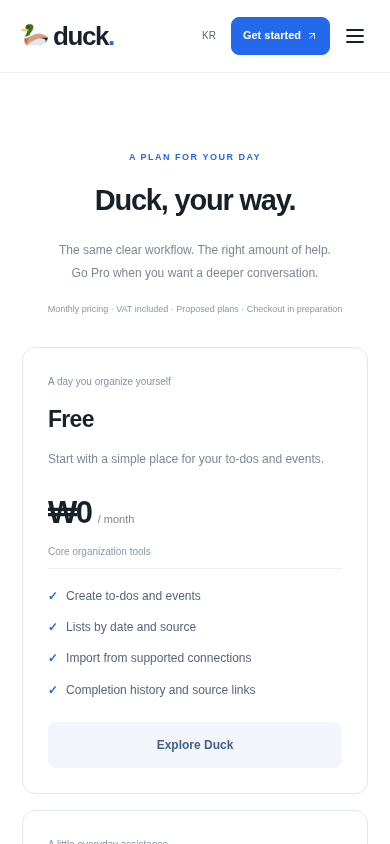 duck.
KR
Get started
A PLAN FOR YOUR DAY
Duck, your way.
The same clear workflow. The right amount of help.
Go Pro when you want a deeper conversation.
Monthly pricing · VAT included · Proposed plans · Checkout in preparation
A day you organize yourself
Free
Start with a simple place for your to-dos and events.
₩0 / month
Core organization tools
✓ Create to-dos and events
✓ Lists by date and source
✓ Import from supported connections
✓ Completion history and source links
Explore Duck
A little everyday assistance